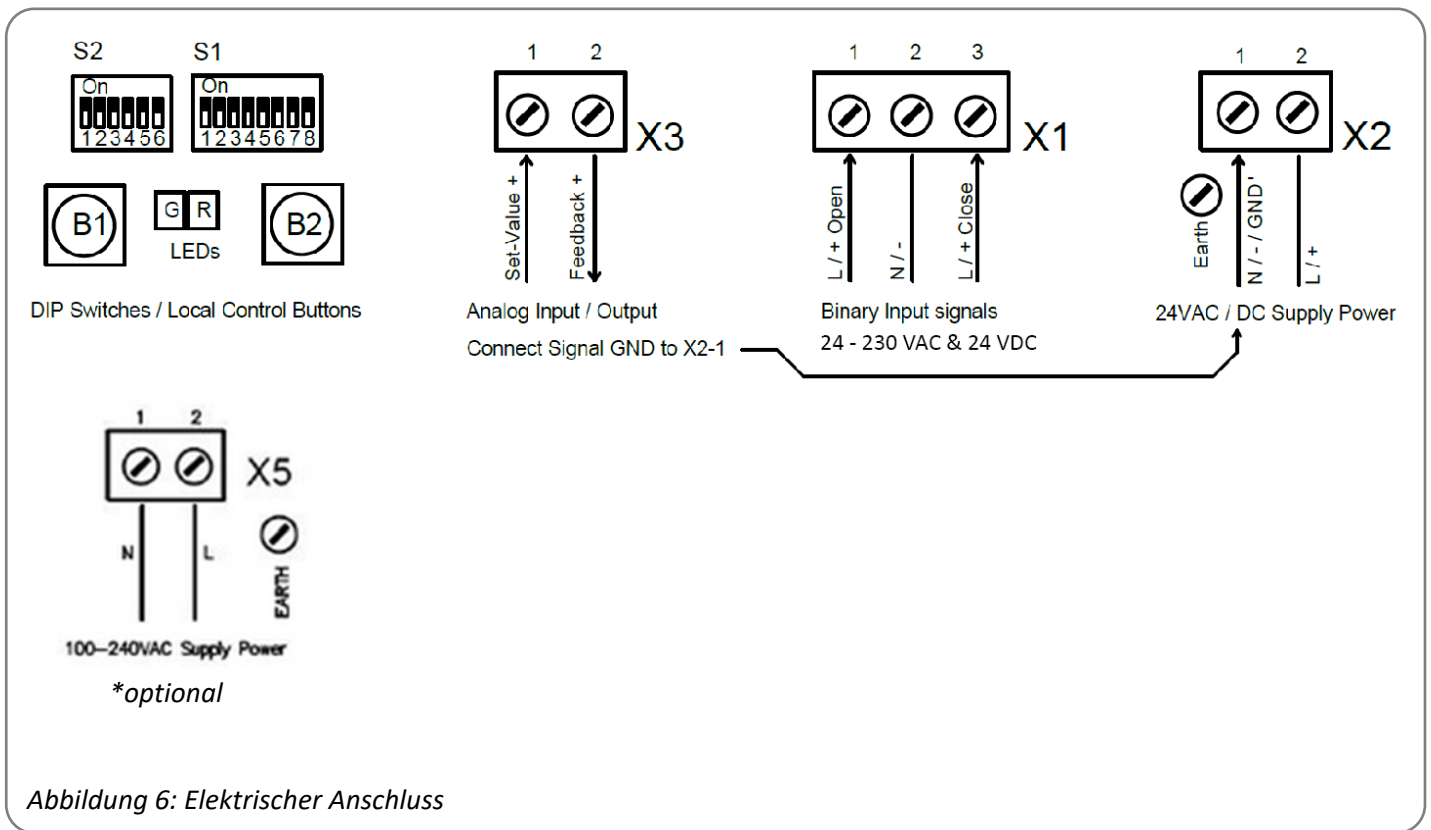 S2 S1
On On
123456 12345678
B1 G R B2
LEDs
DIP Switches / Local Control Buttons
1 2
X3
Set-Value +
Feedback +
Analog Input / Output
Connect Signal GND to X2-1
1 2 3
X1
L / + Open
N / -
L / + Close
Binary Input signals
24 - 230 VAC & 24 VDC
1 2
X2
Earth
N / - / GND'
L / +
24VAC / DC Supply Power
1 2
X5
N L
EARTH
100–240VAC Supply Power
*optional
Abbildung 6: Elektrischer Anschluss